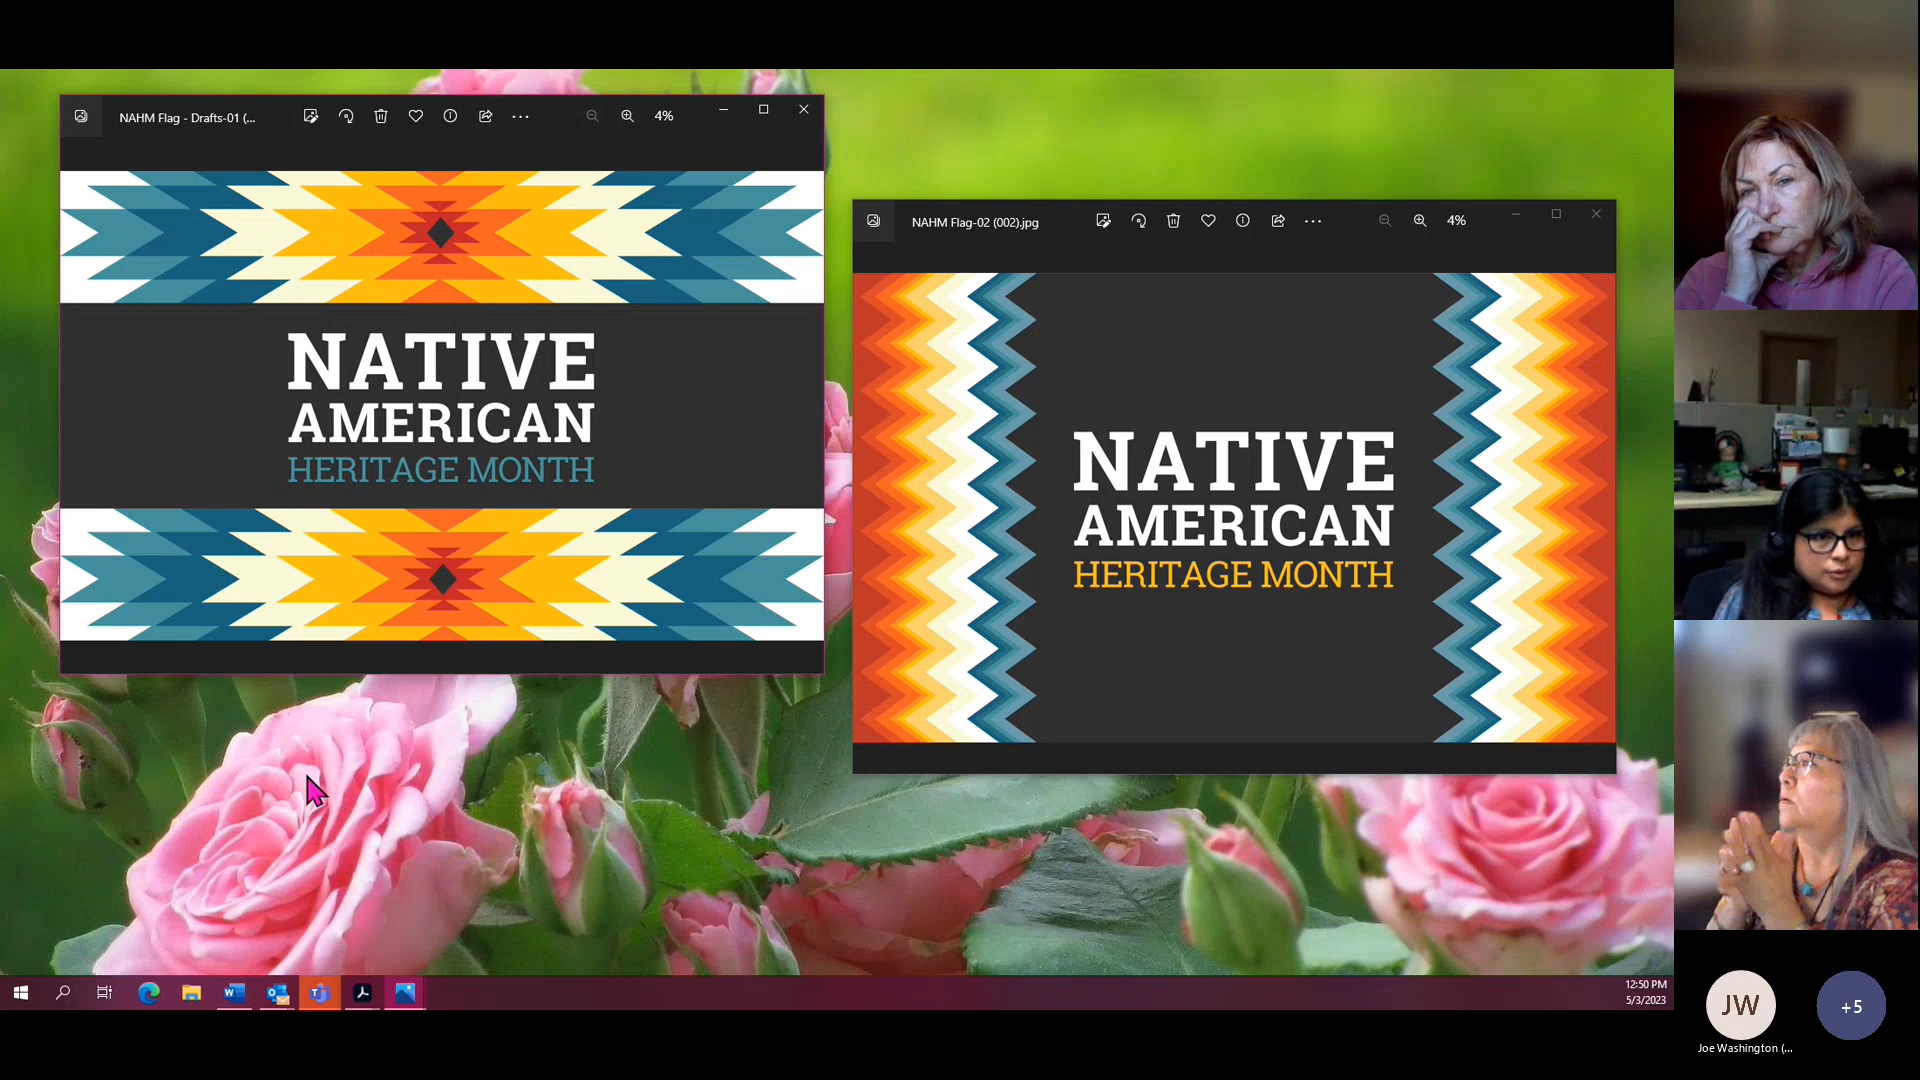 NAHM Flag - Drafts-01 (...
4%
NATIVE
AMERICAN
HERITAGE MONTH
NAHM Flag-02 (002).jpg
4%
NATIVE
AMERICAN
HERITAGE MONTH
12:50 PM
5/3/2023
JW
+5
Joe Washington (...